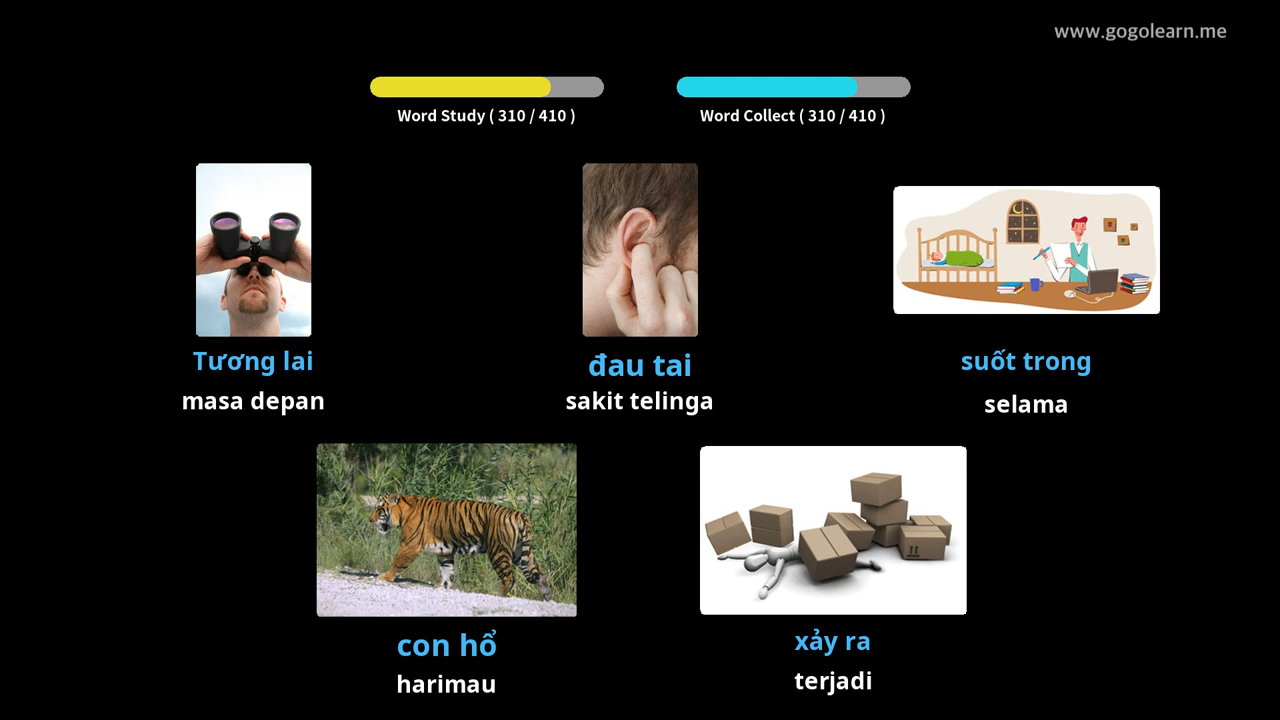 www.gogolearn.me
Word Study ( 310 / 410 )
Word Collect ( 310 / 410 )
Tương lai
masa depan
đau tai
sakit telinga
suốt trong
selama
con hổ
harimau
xảy ra
terjadi